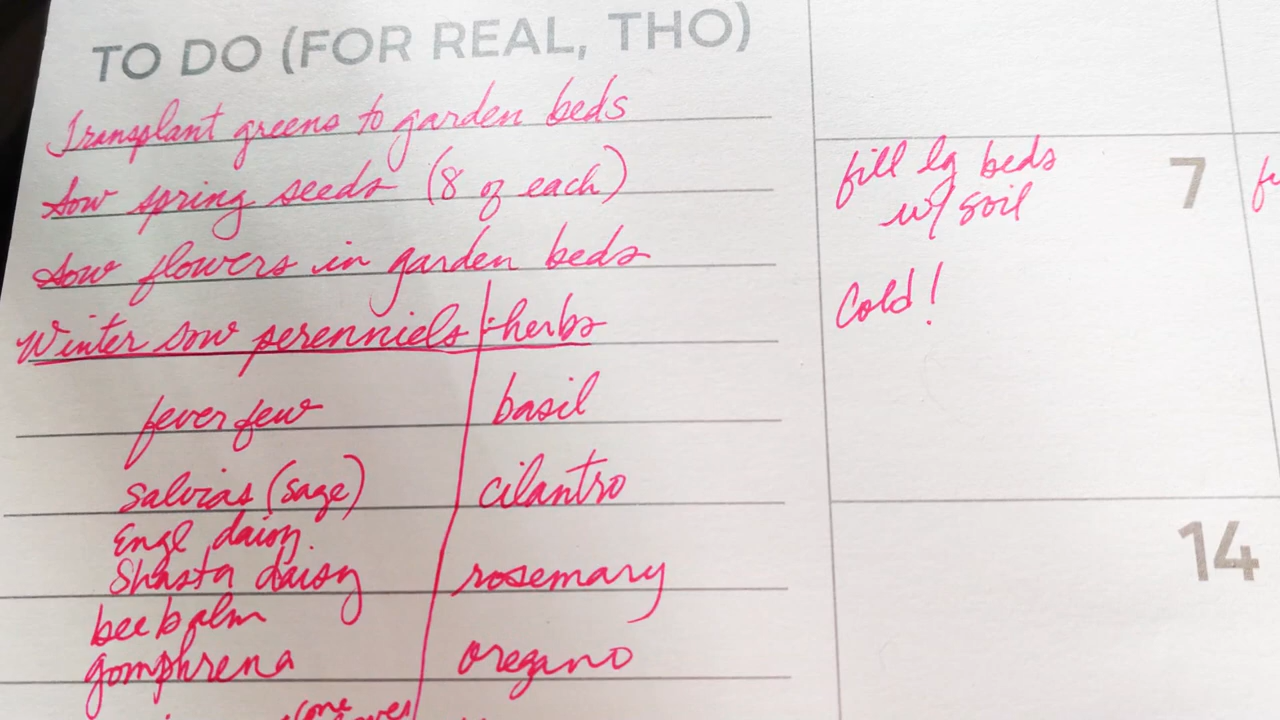 TO DO (FOR REAL, THO)
Transplant greens to garden beds
Sow spring seeds (8 of each)
Sow flowers in garden beds
Winter sow perenniels + herbs
feverfew
basil
salvias (sage)
cilantro
Engl daisy
Shasta daisy
rosemary
bee balm
gomphrena
oregano
fill lg beds
w/ soil
7
Cold!
14